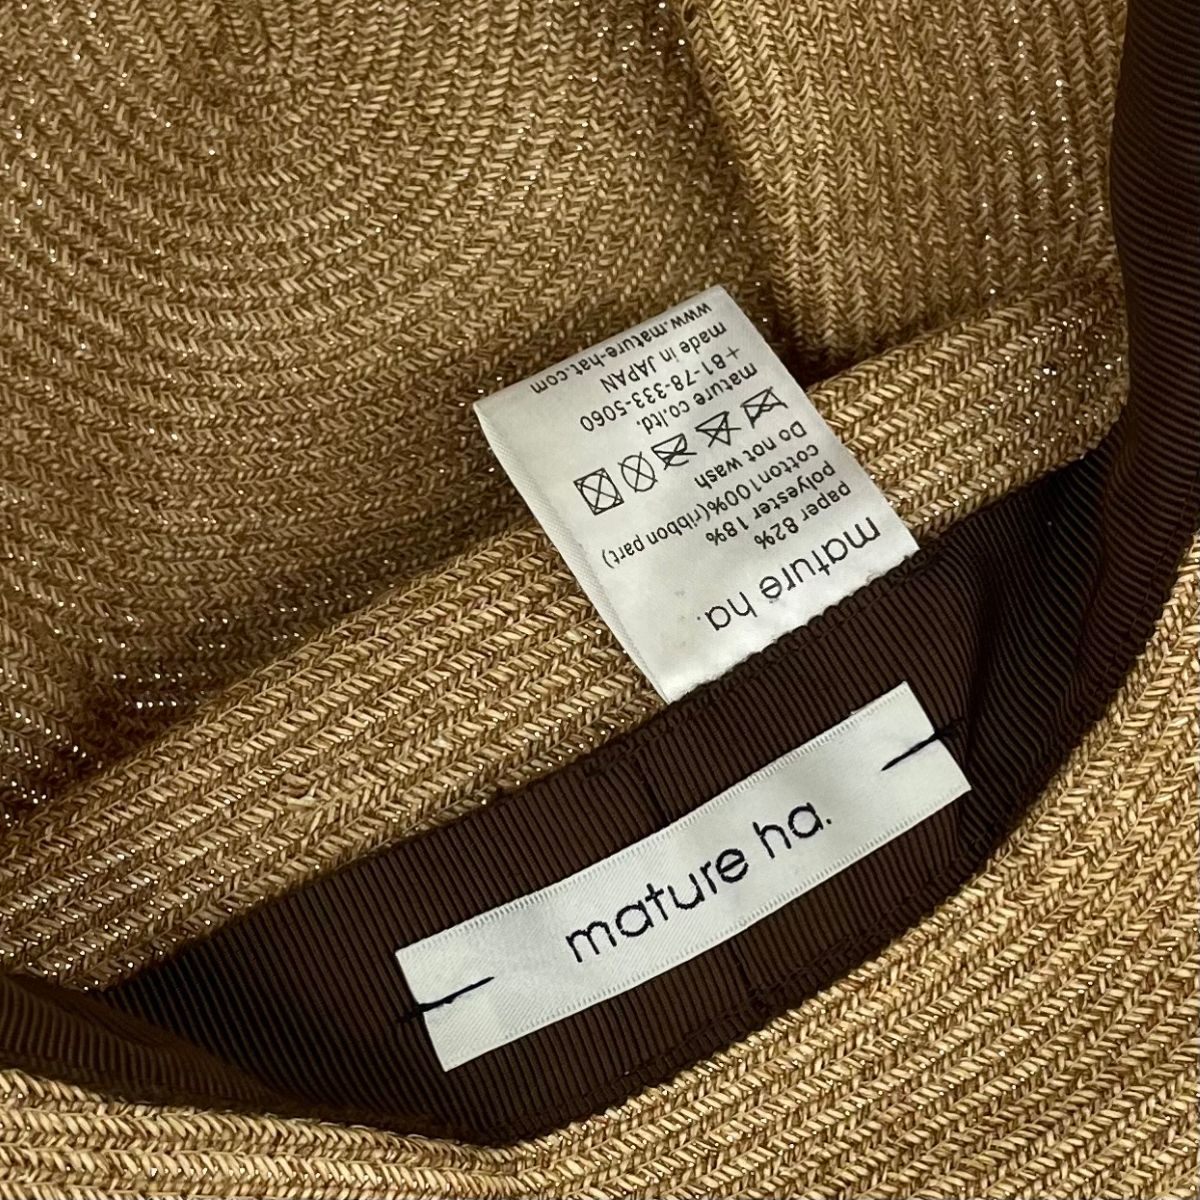 mature ha.
paper 82%
polyester 18%
cotton100%(ribbon part)
Do not wash
mature co.ltd.
+81-78-333-5060
made in JAPAN
www.mature-hat.com
mature ha.